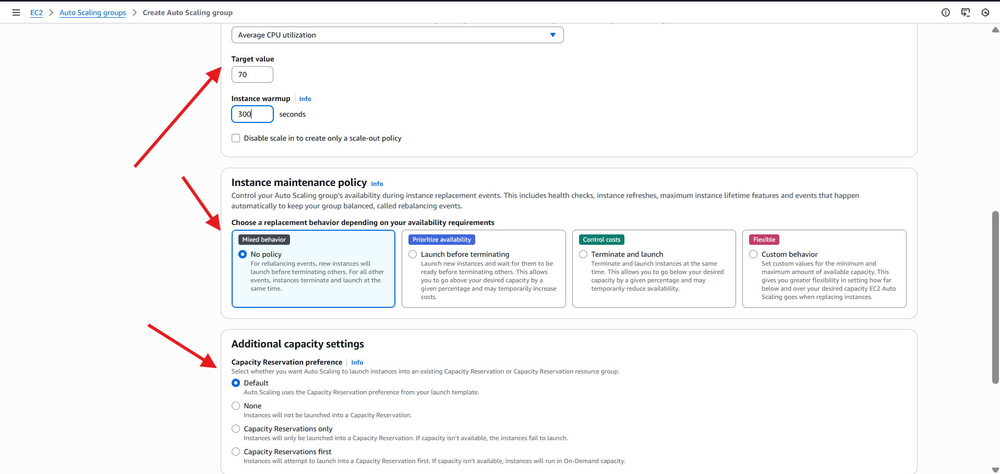 EC2 > Auto Scaling groups > Create Auto Scaling group
Average CPU utilization
Target value
70
Instance warmup | Info
300 seconds
Disable scale in to create only a scale-out policy
Instance maintenance policy Info
Control your Auto Scaling group's availability during instance replacement events. This includes health checks, instance refreshes, maximum instance lifetime features and events that happen
automatically to keep your group balanced, called rebalancing events.
Choose a replacement behavior depending on your availability requirements
Mixed behavior
No policy
For rebalancing events, new instances will
launch before terminating others. For all other
events, instances terminate and launch at the
same time.
Prioritize availability
Launch before terminating
Launch new instances and wait for them to be
ready before terminating others. This allows
you to go above your desired capacity by a
given percentage and may temporarily increase
costs.
Control costs
Terminate and launch
Terminate and launch instances at the same
time. This allows you to go below your desired
capacity by a given percentage and may
temporarily reduce availability.
Flexible
Custom behavior
Set custom values for the minimum and
maximum amount of available capacity. This
gives you greater flexibility in setting how far
below and over your desired capacity EC2 Auto
Scaling goes when replacing instances.
Additional capacity settings
Capacity Reservation preference | Info
Select whether you want Auto Scaling to launch instances into an existing Capacity Reservation or Capacity Reservation resource group.
Default
Auto Scaling uses the Capacity Reservation preference from your launch template.
None
Instances will not be launched into a Capacity Reservation.
Capacity Reservations only
Instances will only be launched into a Capacity Reservation. If capacity isn't available, the instances fail to launch.
Capacity Reservations first
Instances will attempt to launch into a Capacity Reservation first. If capacity isn't available, instances will run in On-Demand capacity.